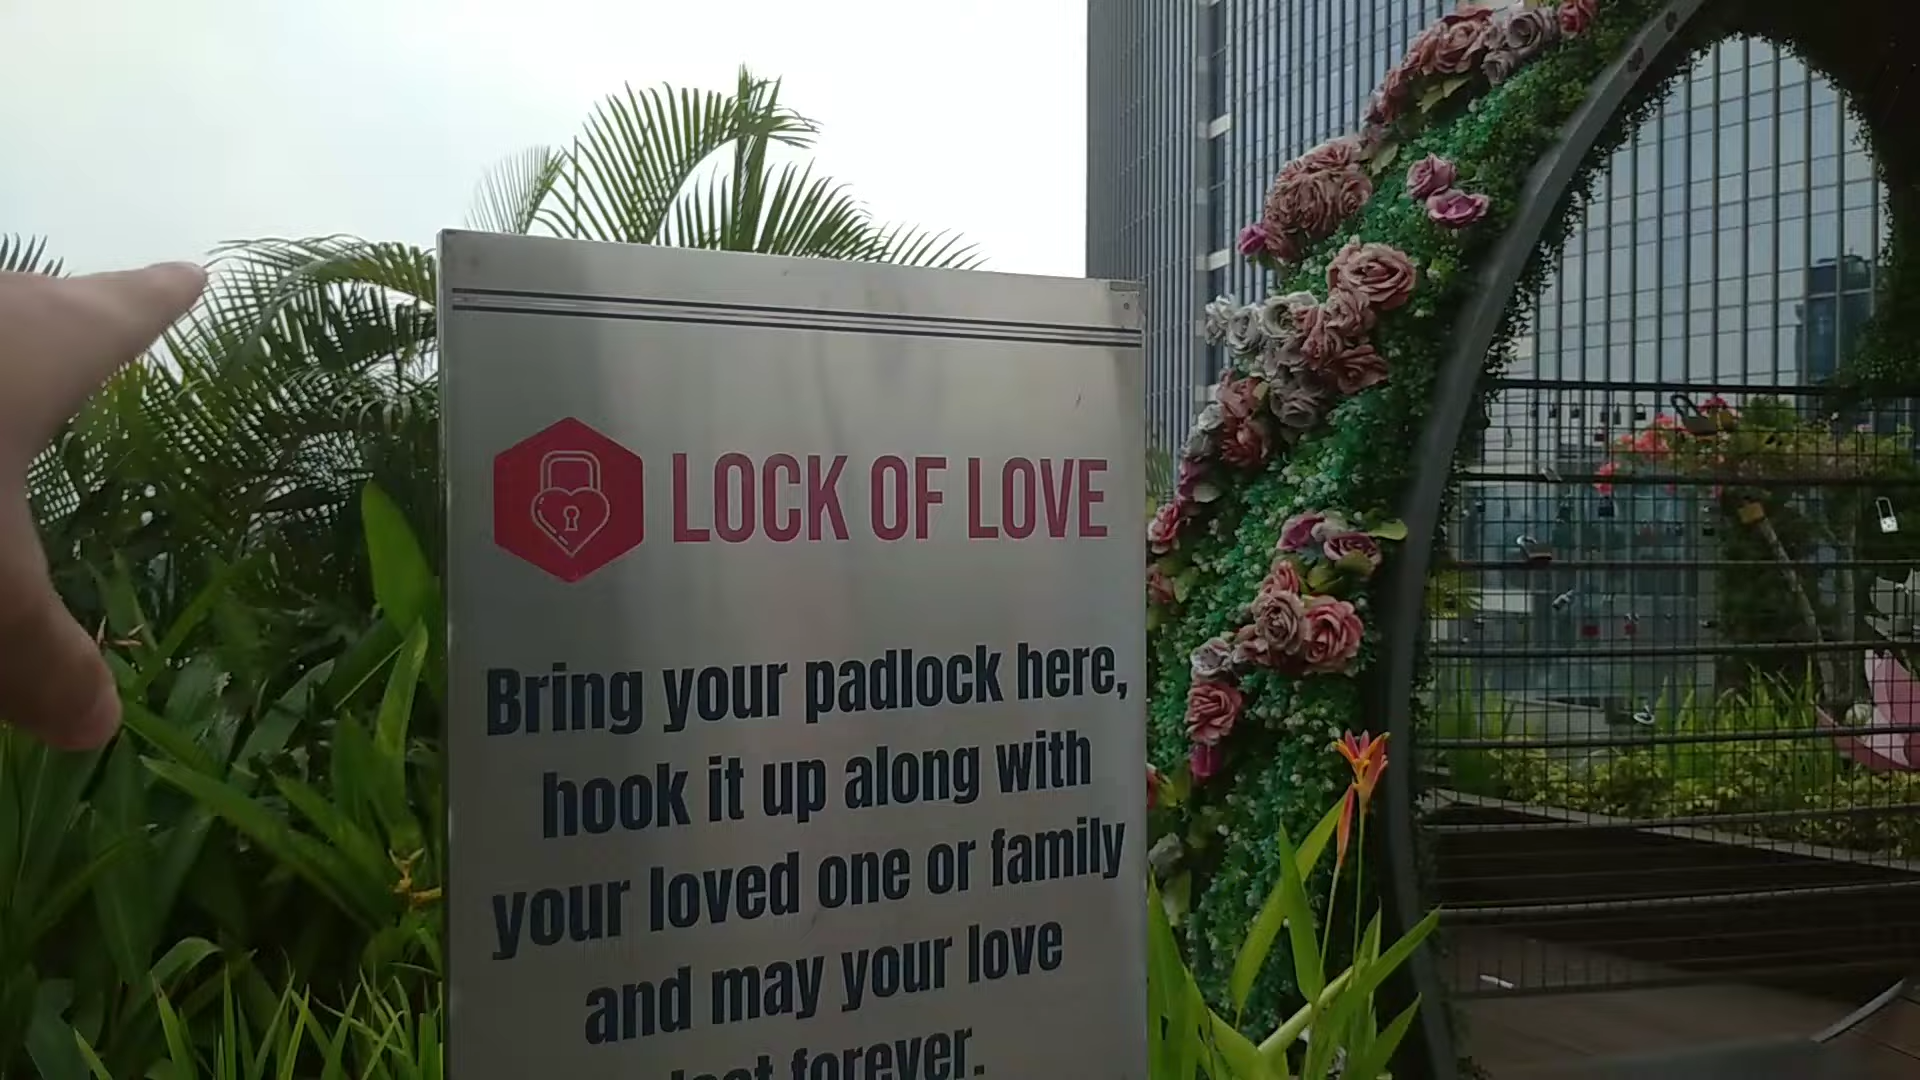 LOCK OF LOVE
Bring your padlock here,
hook it up along with
your loved one or family
and may your love
last forever.